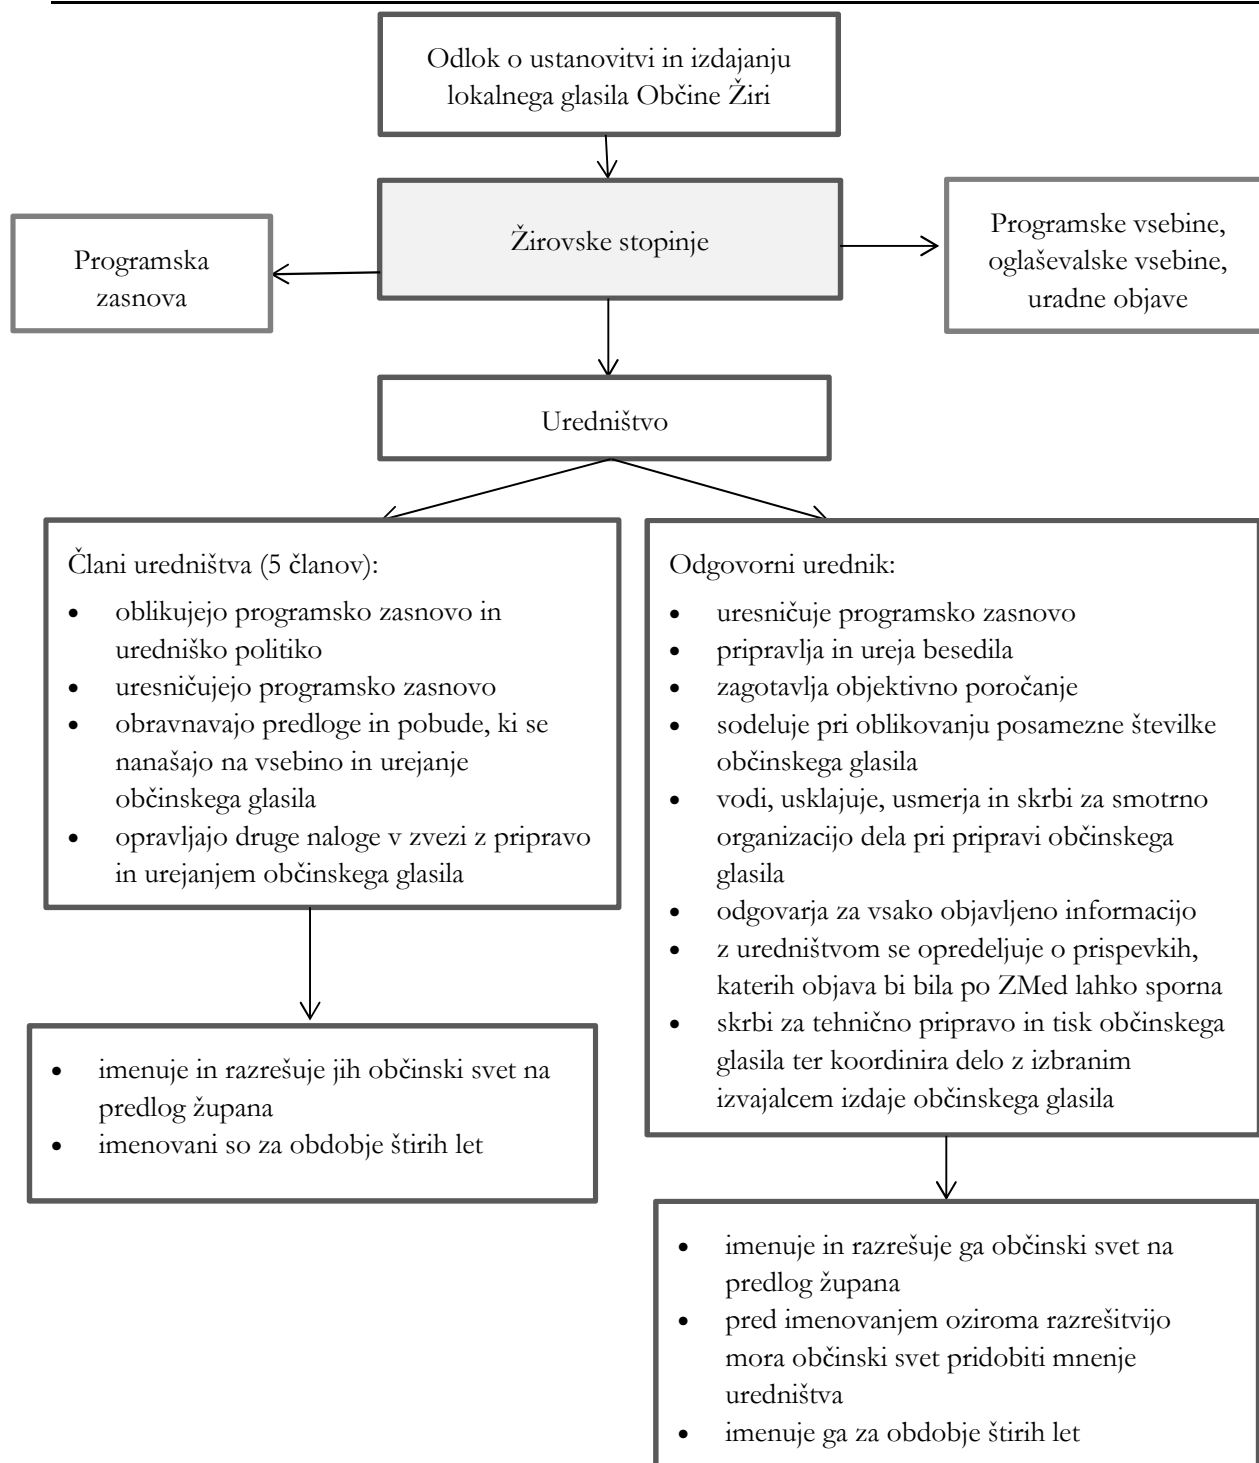 Odlok o ustanovitvi in izdajanju
lokalnega glasila Občine Žiri
Žirovske stopinje
Programska
zasnova
Programske vsebine,
oglaševalske vsebine,
uradne objave
Uredništvo
Člani uredništva (5 članov):
• oblikujejo programsko zasnovo in
uredniško politiko
• uresničujejo programsko zasnovo
• obravnavajo predloge in pobude, ki se
nanašajo na vsebino in urejanje
občinskega glasila
• opravljajo druge naloge v zvezi z pripravo
in urejanjem občinskega glasila
Odgovorni urednik:
• uresničuje programsko zasnovo
• pripravlja in ureja besedila
• zagotavlja objektivno poročanje
• sodeluje pri oblikovanju posamezne številke
občinskega glasila
• vodi, usklajuje, usmerja in skrbi za smotrno
organizacijo dela pri pripravi občinskega
glasila
• odgovarja za vsako objavljeno informacijo
• z uredništvom se opredeljuje o prispevkih,
katerih objava bi bila po ZMed lahko sporna
• skrbi za tehnično pripravo in tisk občinskega
glasila ter koordinira delo z izbranim
izvajalcem izdaje občinskega glasila
• imenuje in razrešuje jih občinski svet na
predlog župana
• imenovani so za obdobje štirih let
• imenuje in razrešuje ga občinski svet na
predlog župana
• pred imenovanjem oziroma razrešitvijo
mora občinski svet pridobiti mnenje
uredništva
• imenuje ga za obdobje štirih let